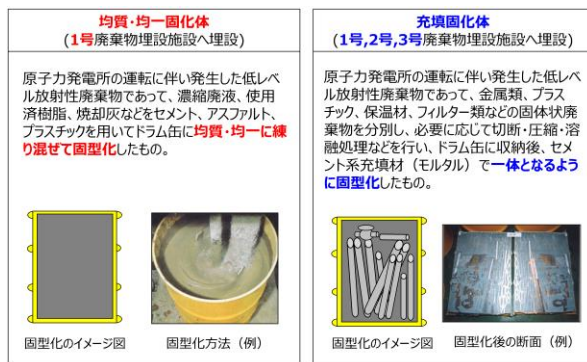 均質・均一固化体
(1号廃棄物埋設施設へ埋設)
原子力発電所の運転に伴い発生した低レベ
ル放射性廃棄物であって、濃縮廃液、使用
済樹脂、焼却灰などをセメント、アスファルト、
プラスチックを用いてドラム缶に均質・均一に練
り混ぜて固型化したもの。
固型化のイメージ図
固型化方法（例）
充填固化体
(1号,2号,3号廃棄物埋設施設へ埋設)
原子力発電所の運転に伴い発生した低レベ
ル放射性廃棄物であって、金属類、プラス
チック、保温材、フィルター類などの固体状廃
棄物を分別し、必要に応じて切断・圧縮・溶
融処理などを行い、ドラム缶に収納後、セメ
ント系充填材（モルタル）で一体となるよう
に固型化したもの。
固型化のイメージ図
固型化後の断面（例）